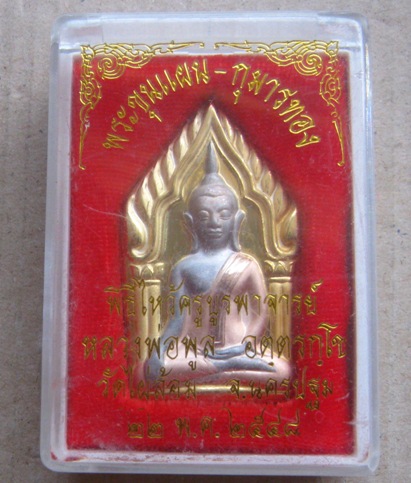 พระขุนแผน - กุมารทอง
พิธีไหว้ครูบูรพาจารย์
หลวงพ่อพูล อตฺตรกฺโข
วัดไผ่ล้อม จ.นครปฐม
๒๒ พ.ค. ๒๕๔๘